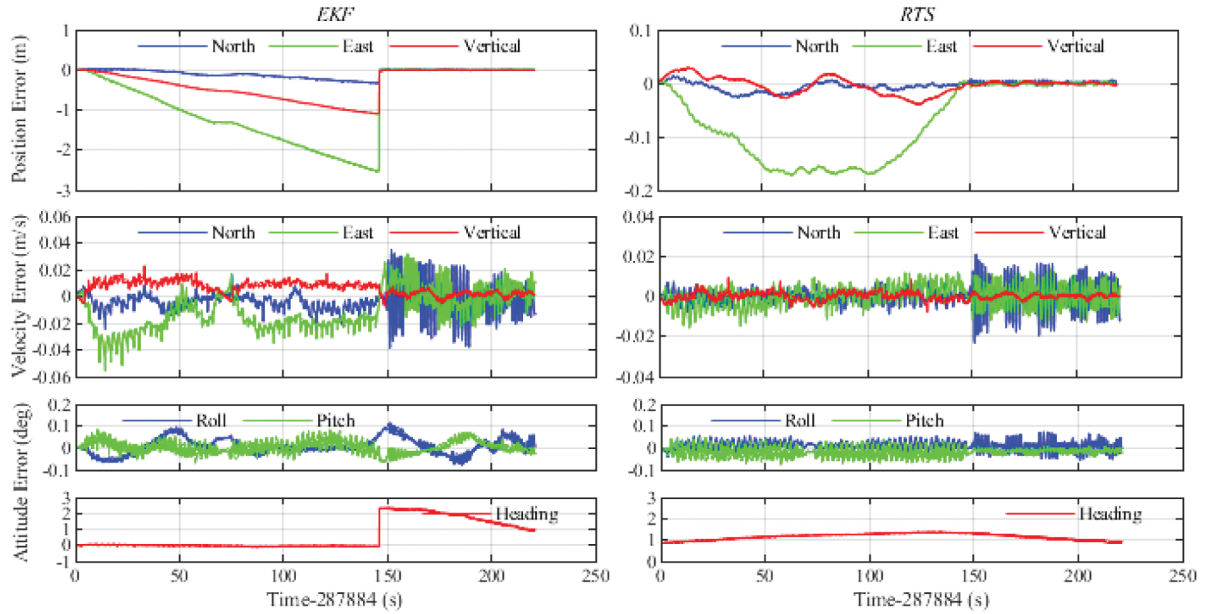 EKF
RTS
Position Error (m)
North East Vertical
1
0
-1
-2
-3
North East Vertical
0.1
0
-0.1
-0.2
Velocity Error (m/s)
North East Vertical
0.06
0.04
0.02
0
-0.02
-0.04
-0.06
North East Vertical
0.04
0.02
0
-0.02
-0.04
Attitude Error (deg)
Roll Pitch
0.2
0.1
0
-0.1
Roll Pitch
0.2
0.1
0
-0.1
Heading
3
2
1
0
-1
Heading
3
2
1
0
0 50 100 150 200 250
0 50 100 150 200 250
Time-287884 (s)
Time-287884 (s)